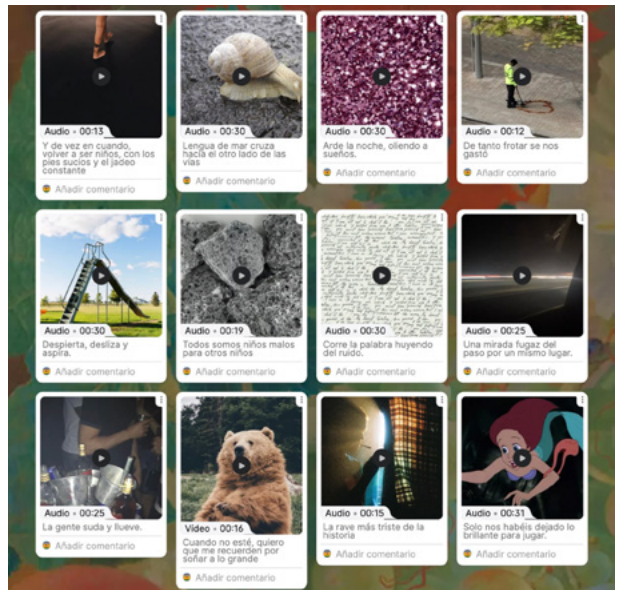 Audio • 00:13
Y de vez en cuando,
volver a ser niños, con los
pies sucios y el jadeo
constante
Añadir comentario
Audio • 00:30
Lengua de mar cruza
hacia el otro lado de las
vías
Añadir comentario
Audio • 00:30
Arde la noche, oliendo a
sueños.
Añadir comentario
Audio • 00:12
De tanto frotar se nos
gastó
Añadir comentario
Audio • 00:30
Despierta, desliza y
aspira.
Añadir comentario
Audio • 00:19
Todos somos niños malos
para otros niños
Añadir comentario
Audio • 00:30
Corre la palabra huyendo
del ruido.
Añadir comentario
Audio • 00:25
Una mirada fugaz del
paso por un mismo lugar.
Añadir comentario
Audio • 00:25
La gente suda y llueve.
Añadir comentario
Vídeo • 00:16
Cuando no esté, quiero
que me recuerden por
soñar a lo grande
Añadir comentario
Audio • 00:15
La rave más triste de la
historia
Añadir comentario
Audio • 00:31
Solo nos habéis dejado lo
brillante para jugar.
Añadir comentario